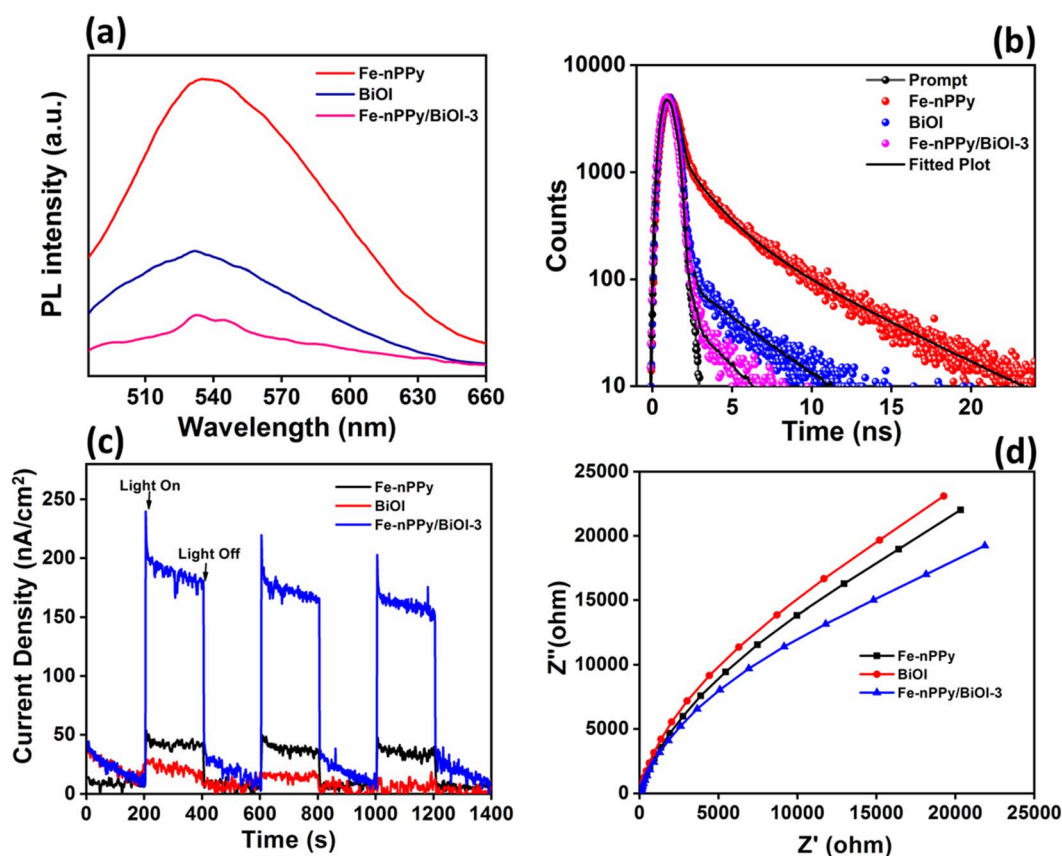 (a)
Fe-nPPy
BiOI
Fe-nPPy/BiOI-3
PL intensity (a.u.)
510 540 570 600 630 660
Wavelength (nm)
(b)
10000
1000
100
10
Prompt
Fe-nPPy
BiOI
Fe-nPPy/BiOI-3
Fitted Plot
Counts
0 5 10 15 20
Time (ns)
(c)
250
200
150
100
50
0
Light On
Light Off
Fe-nPPy
BiOI
Fe-nPPy/BiOI-3
Current Density (nA/cm²)
0 200 400 600 800 1000 1200 1400
Time (s)
(d)
25000
20000
15000
10000
5000
0
Fe-nPPy
BiOI
Fe-nPPy/BiOI-3
Z"(ohm)
0 5000 10000 15000 20000 25000
Z' (ohm)